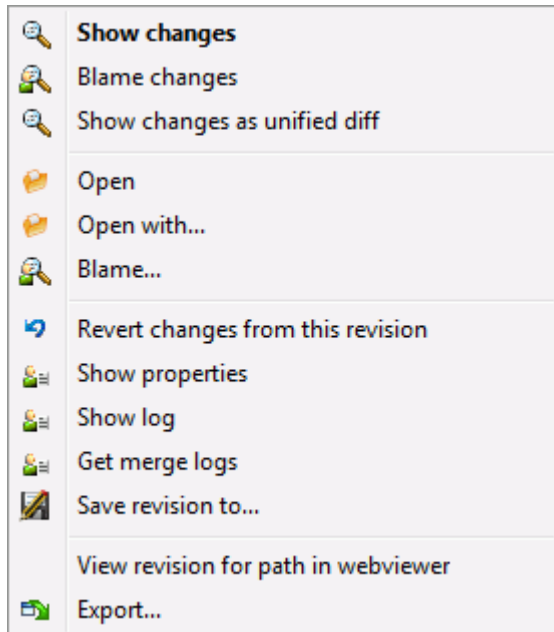 Show changes
Blame changes
Show changes as unified diff
Open
Open with...
Blame...
Revert changes from this revision
Show properties
Show log
Get merge logs
Save revision to...
View revision for path in webviewer
Export...